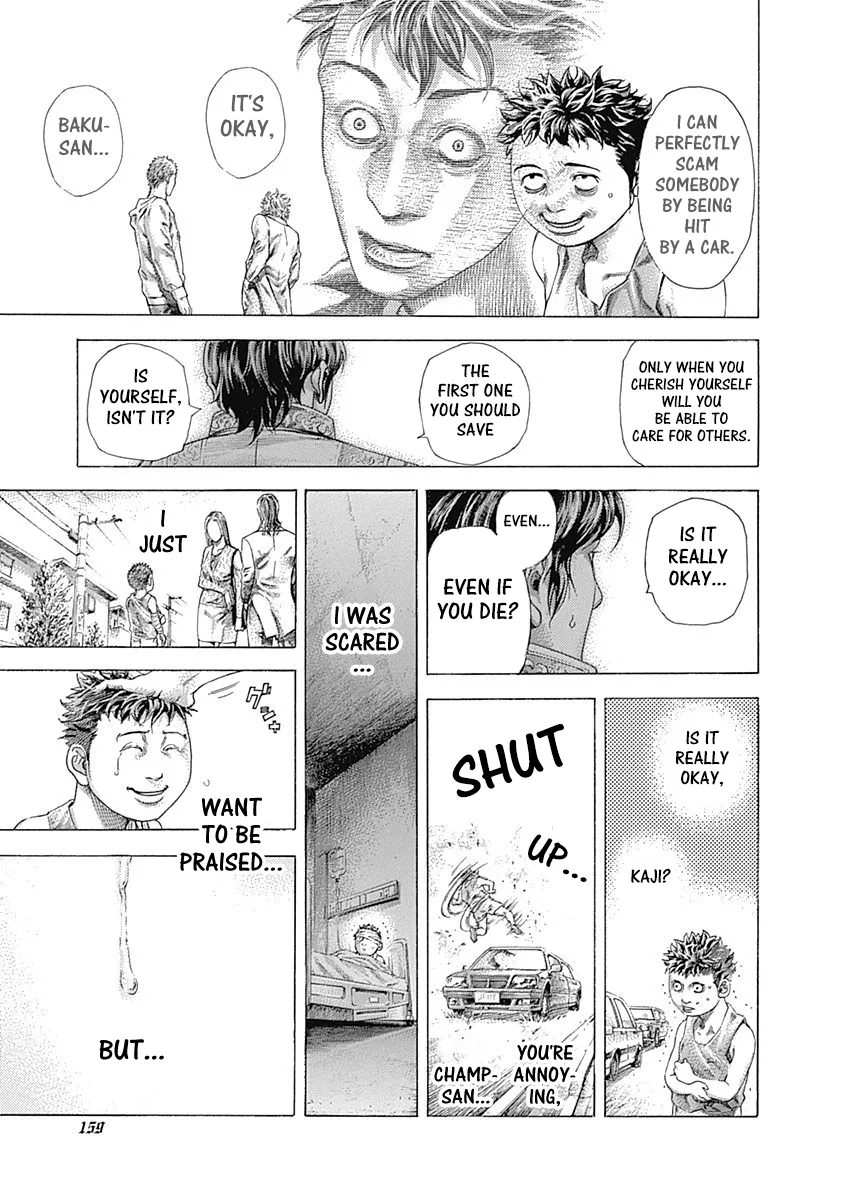 I CAN
PERFECTLY
SCAM
SOMEBODY
BY BEING
HIT
BY A CAR.
IT'S
OKAY,
BAKU-
SAN...
ONLY WHEN YOU
CHERISH YOURSELF
WILL YOU
BE ABLE TO
CARE FOR OTHERS.
THE
FIRST ONE
YOU SHOULD
SAVE
IS
YOURSELF,
ISN'T IT?
IS IT
REALLY
OKAY...
EVEN...
EVEN IF
YOU DIE?
IS IT
REALLY
OKAY,
KAJI?
SHUT
UP...
YOU'RE
ANNOY-
ING,
CHAMP-
SAN...
I WAS
SCARED
...
I
JUST
グシャ
WANT
TO BE
PRAISED...
BUT...
159